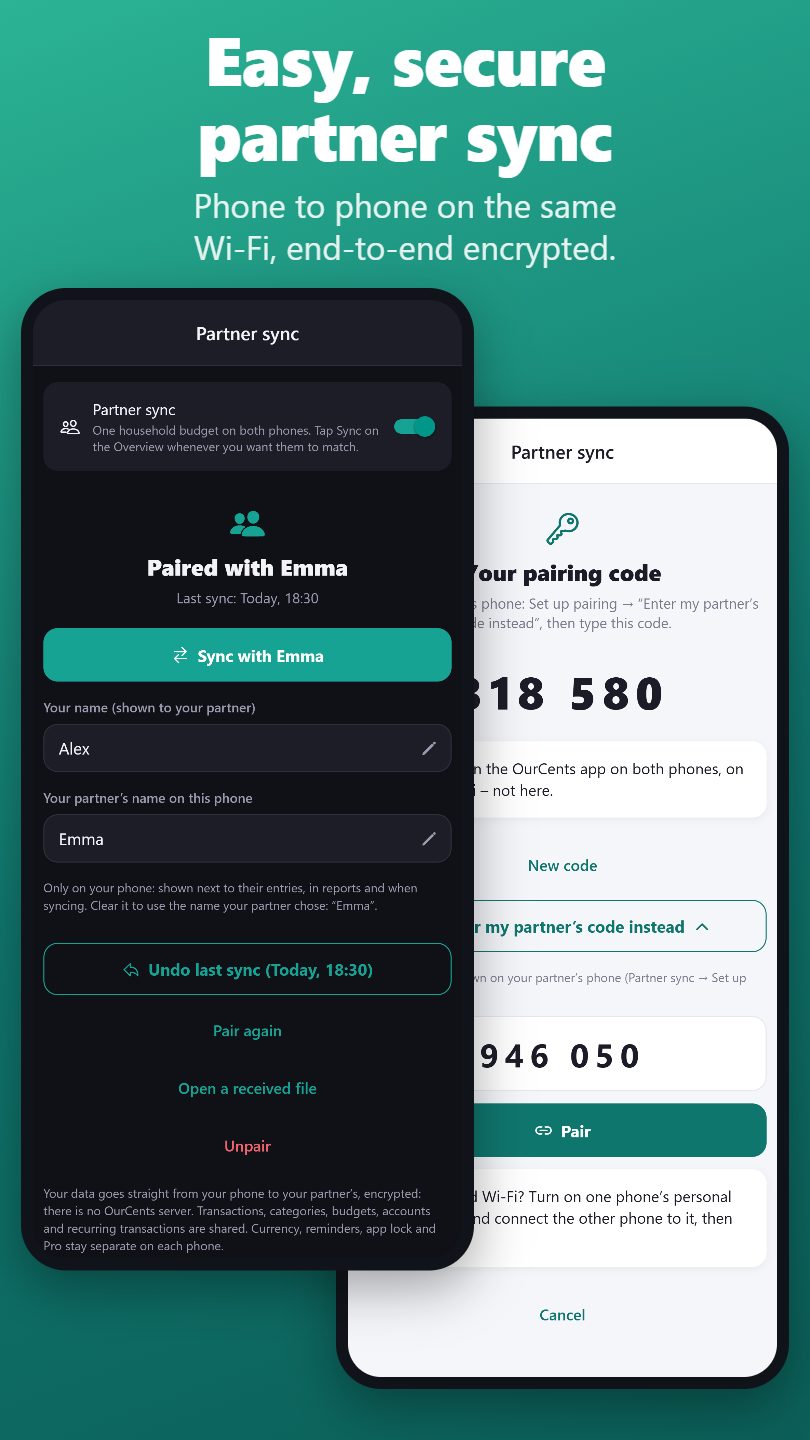 Easy, secure
partner sync
Phone to phone on the same
Wi-Fi, end-to-end encrypted.
Partner sync
Partner sync
One household budget on both phones. Tap Sync on
the Overview whenever you want them to match.
Paired with Emma
Last sync: Today, 18:30
Sync with Emma
Your name (shown to your partner)
Alex
Your partner’s name on this phone
Emma
Only on your phone: shown next to their entries, in reports and when
syncing. Clear it to use the name your partner chose: “Emma”.
Undo last sync (Today, 18:30)
Pair again
Open a received file
Unpair
Your data goes straight from your phone to your partner’s, encrypted:
there is no OurCents server. Transactions, categories, budgets, accounts
and recurring transactions are shared. Currency, reminders, app lock and
Pro stay separate on each phone.
Partner sync
Your pairing code
phone: Set up pairing → “Enter my partner’s
instead”, then type this code.
18 580
the OurCents app on both phones, on
– not here.
New code
my partner’s code instead
on your partner’s phone (Partner sync → Set up
946 050
Pair
Wi-Fi? Turn on one phone’s personal
and connect the other phone to it, then
Cancel